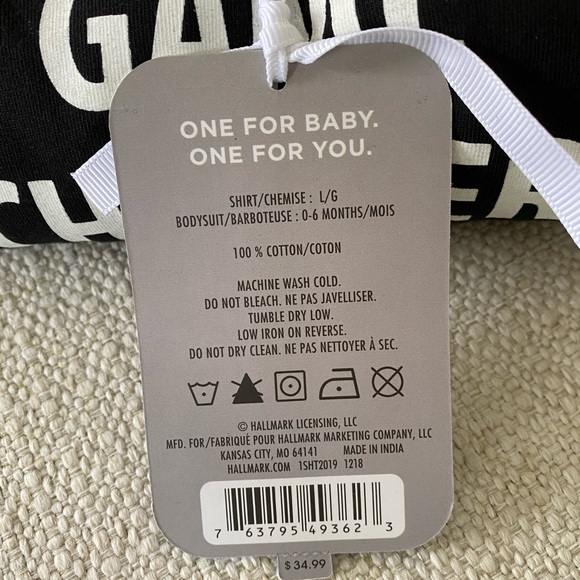 GAME
ONE FOR BABY.
ONE FOR YOU.
SHIRT/CHEMISE : L/G
BODYSUIT/BARBOTEUSE : 0-6 MONTHS/MOIS
100 % COTTON/COTON
MACHINE WASH COLD.
DO NOT BLEACH. NE PAS JAVELLISER.
TUMBLE DRY LOW.
LOW IRON ON REVERSE.
DO NOT DRY CLEAN. NE PAS NETTOYER À SEC.
© HALLMARK LICENSING, LLC
MFD. FOR/FABRIQUÉ POUR HALLMARK MARKETING COMPANY, LLC
KANSAS CITY, MO 64141 MADE IN INDIA
HALLMARK.COM 1SHT2019 1218
7 63795 49362 3
$ 34.99